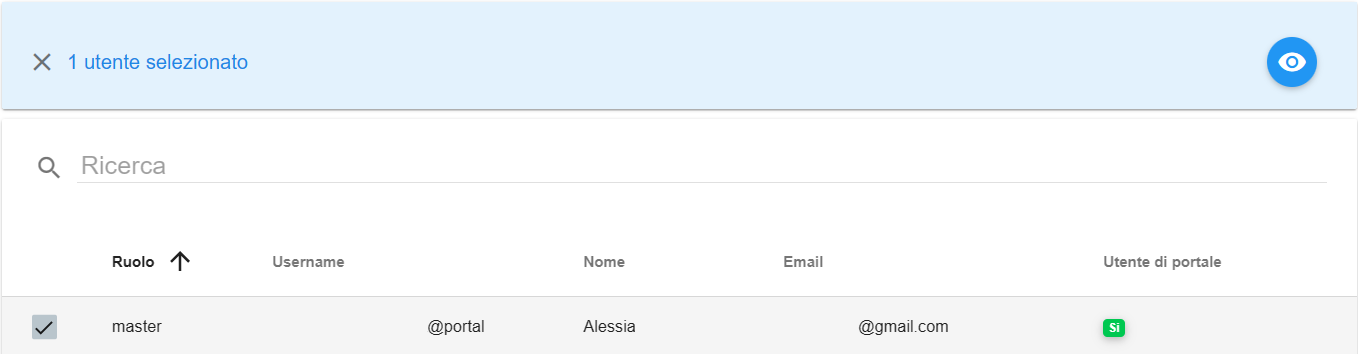 1 utente selezionato
Ricerca
Ruolo Username Nome Email Utente di portale
master @portal Alessia @gmail.com Sì